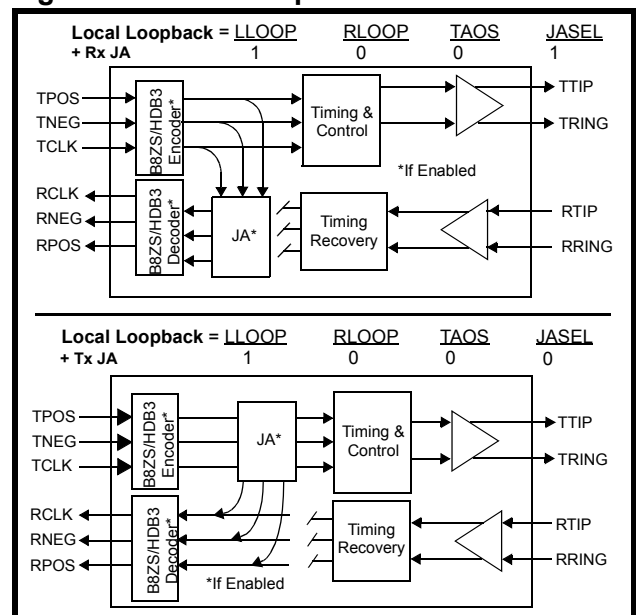 Local Loopback = LLOOP RLOOP TAOS JASEL
+ Rx JA 1 0 0 1
TPOS
TNEG
TCLK
B8ZS/HDB3
Encoder*
Timing &
Control
TTIP
TRING
*If Enabled
RCLK
RNEG
RPOS
B8ZS/HDB3
Decoder*
JA*
Timing
Recovery
RTIP
RRING
Local Loopback = LLOOP RLOOP TAOS JASEL
+ Tx JA 1 0 0 0
TPOS
TNEG
TCLK
B8ZS/HDB3
Encoder*
JA*
Timing &
Control
TTIP
TRING
RCLK
RNEG
RPOS
B8ZS/HDB3
Decoder*
*If Enabled
Timing
Recovery
RTIP
RRING